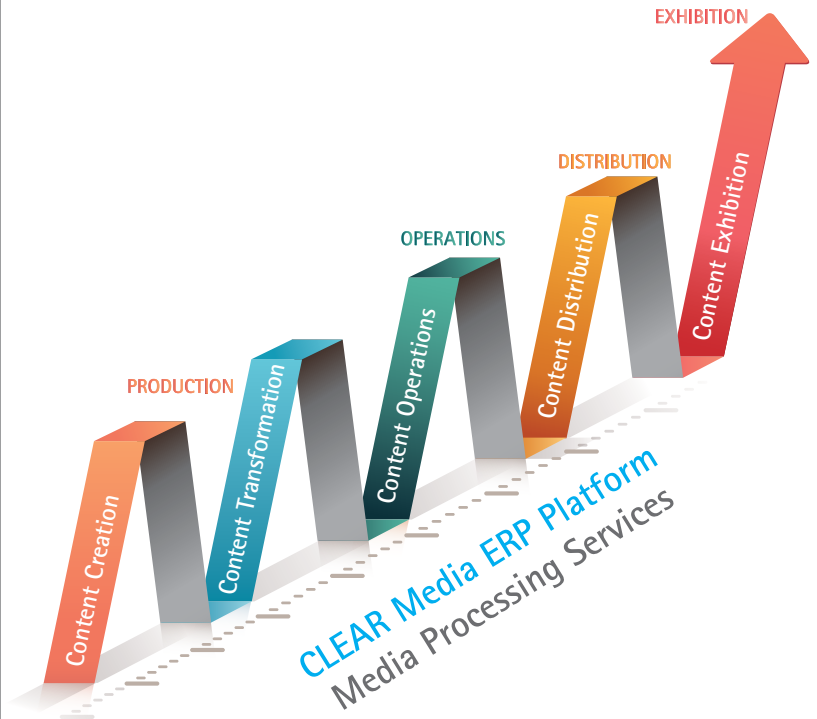 EXHIBITION
DISTRIBUTION
OPERATIONS
PRODUCTION
Content Creation
Content Transformation
Content Operations
Content Distribution
Content Exhibition
CLEAR Media ERP Platform
Media Processing Services